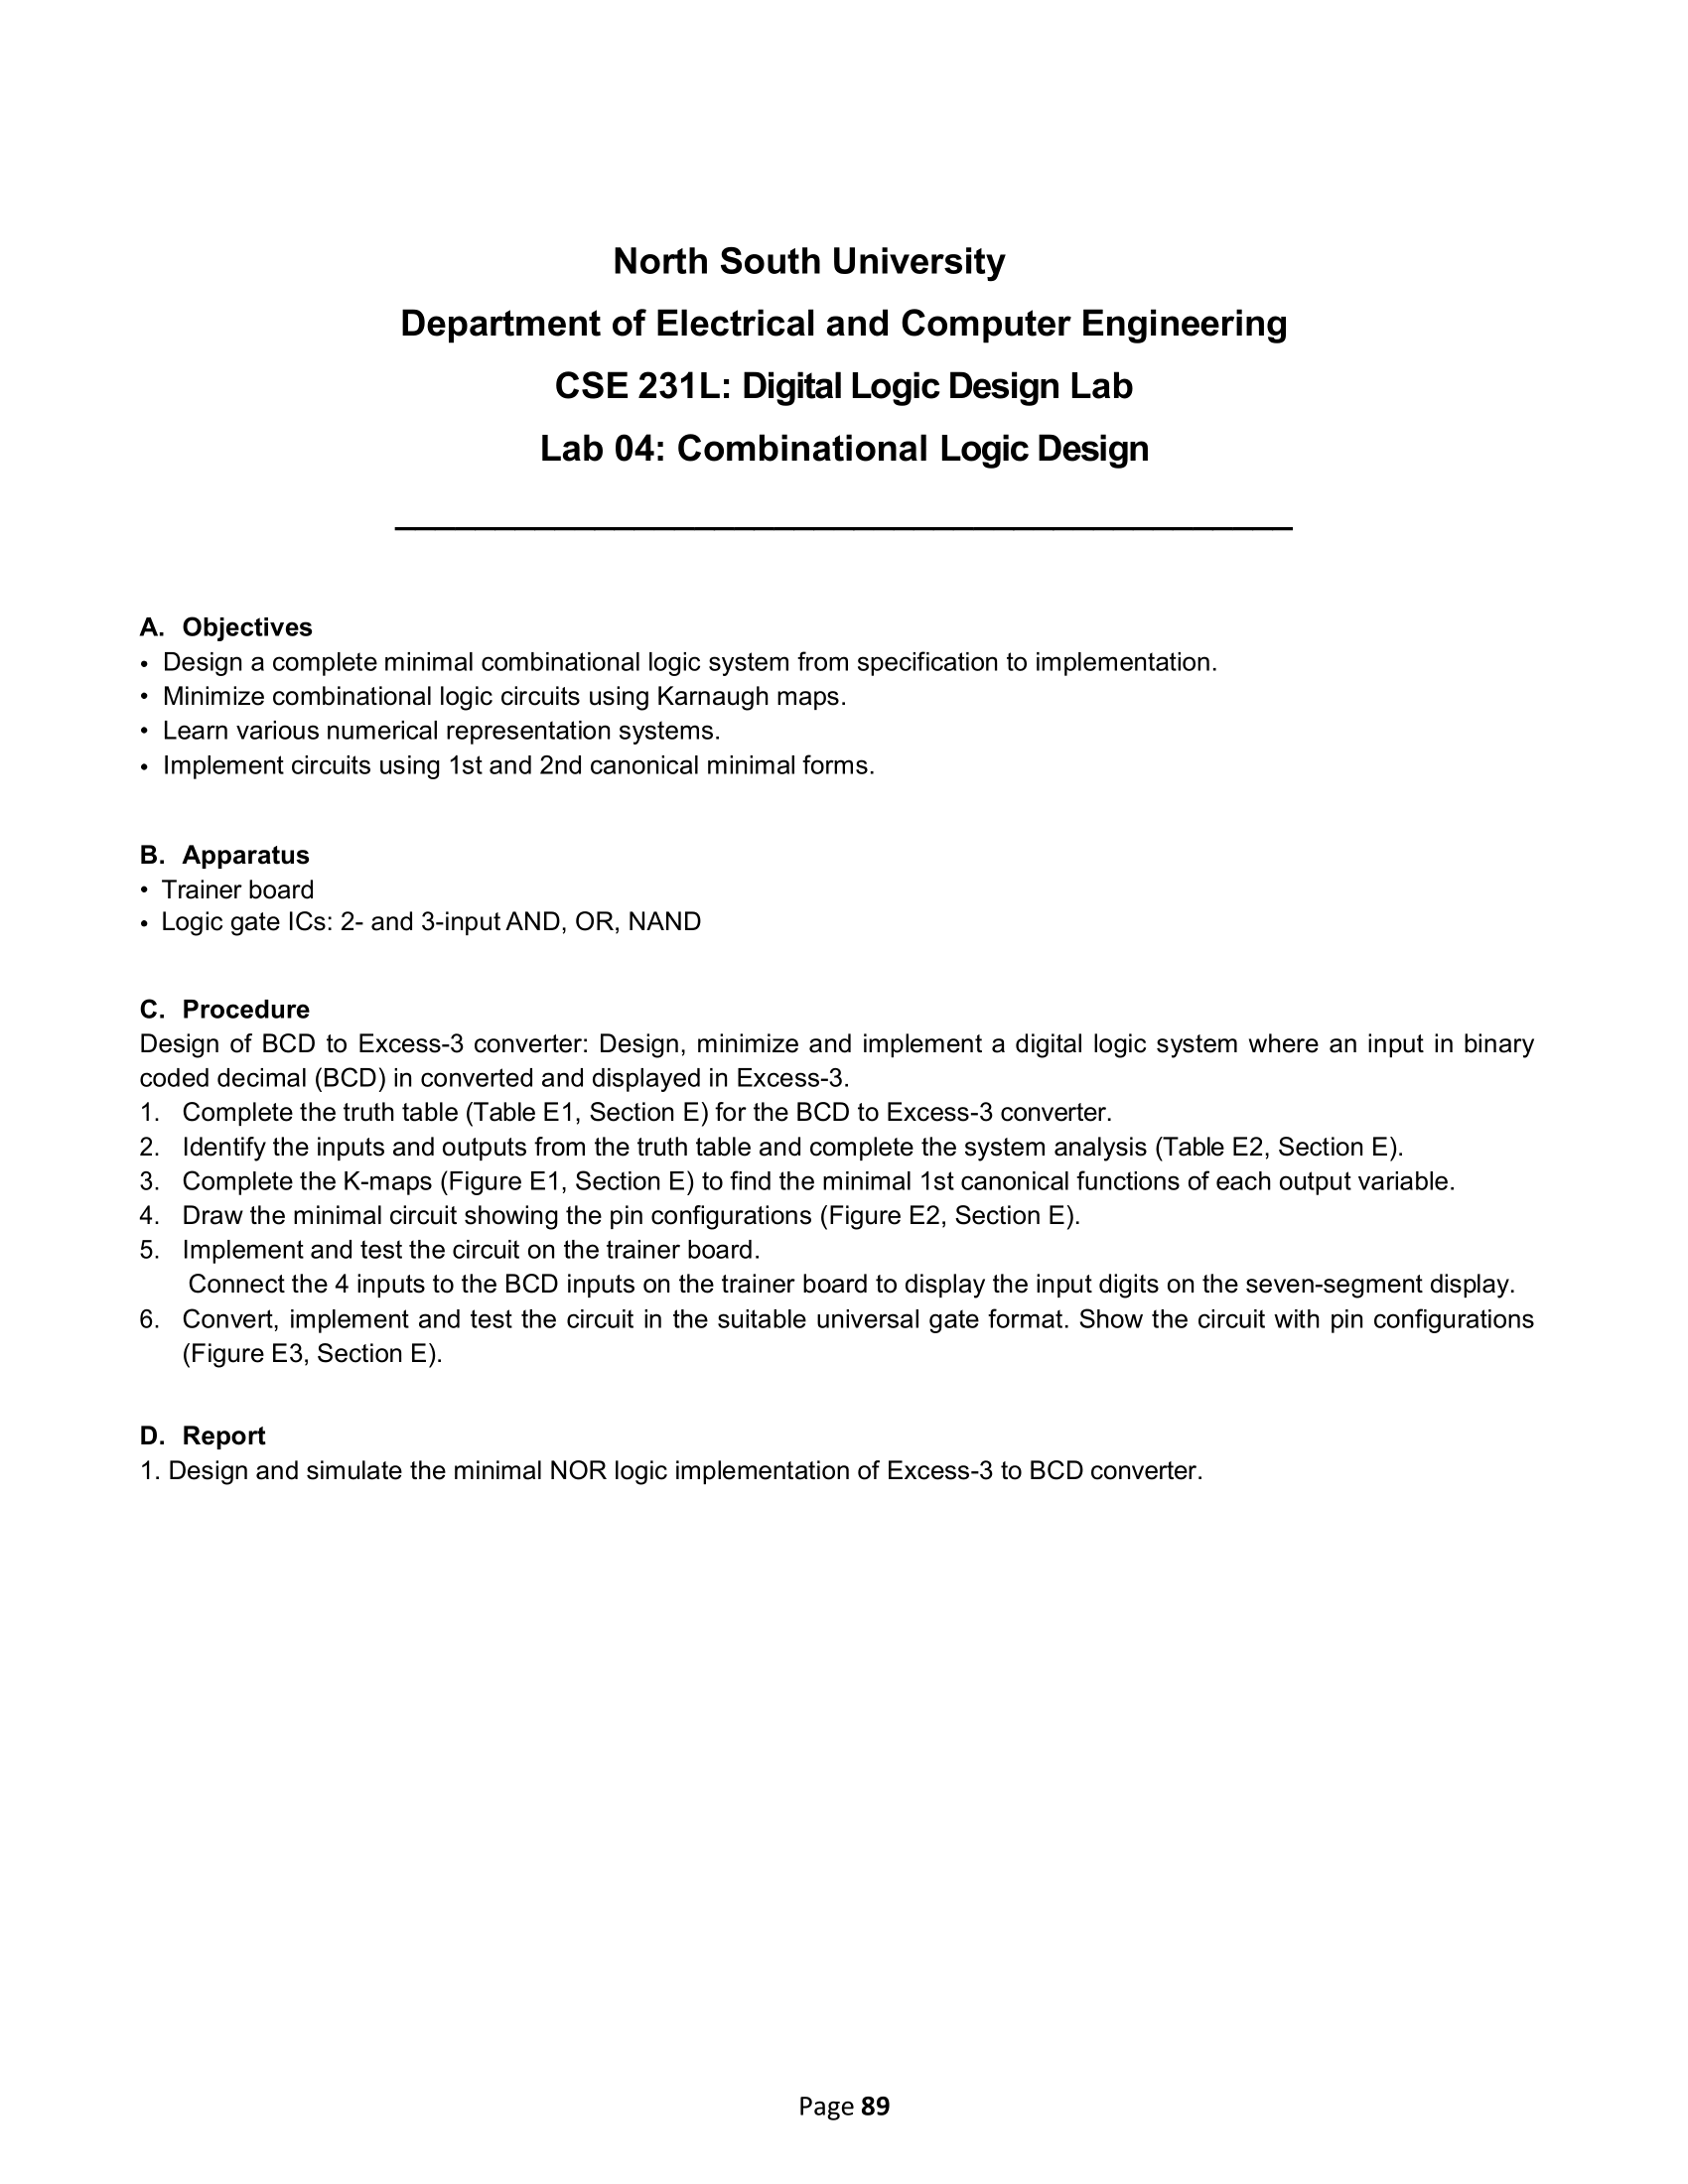 North South University
Department of Electrical and Computer Engineering
CSE 231L: Digital Logic Design Lab
Lab 04: Combinational Logic Design
A. Objectives
• Design a complete minimal combinational logic system from specification to implementation.
• Minimize combinational logic circuits using Karnaugh maps.
• Learn various numerical representation systems.
• Implement circuits using 1st and 2nd canonical minimal forms.
B. Apparatus
• Trainer board
• Logic gate ICs: 2- and 3-input AND, OR, NAND
C. Procedure
Design of BCD to Excess-3 converter: Design, minimize and implement a digital logic system where an input in binary
coded decimal (BCD) in converted and displayed in Excess-3.
1. Complete the truth table (Table E1, Section E) for the BCD to Excess-3 converter.
2. Identify the inputs and outputs from the truth table and complete the system analysis (Table E2, Section E).
3. Complete the K-maps (Figure E1, Section E) to find the minimal 1st canonical functions of each output variable.
4. Draw the minimal circuit showing the pin configurations (Figure E2, Section E).
5. Implement and test the circuit on the trainer board.
Connect the 4 inputs to the BCD inputs on the trainer board to display the input digits on the seven-segment display.
6. Convert, implement and test the circuit in the suitable universal gate format. Show the circuit with pin configurations
(Figure E3, Section E).
D. Report
1. Design and simulate the minimal NOR logic implementation of Excess-3 to BCD converter.
Page 89